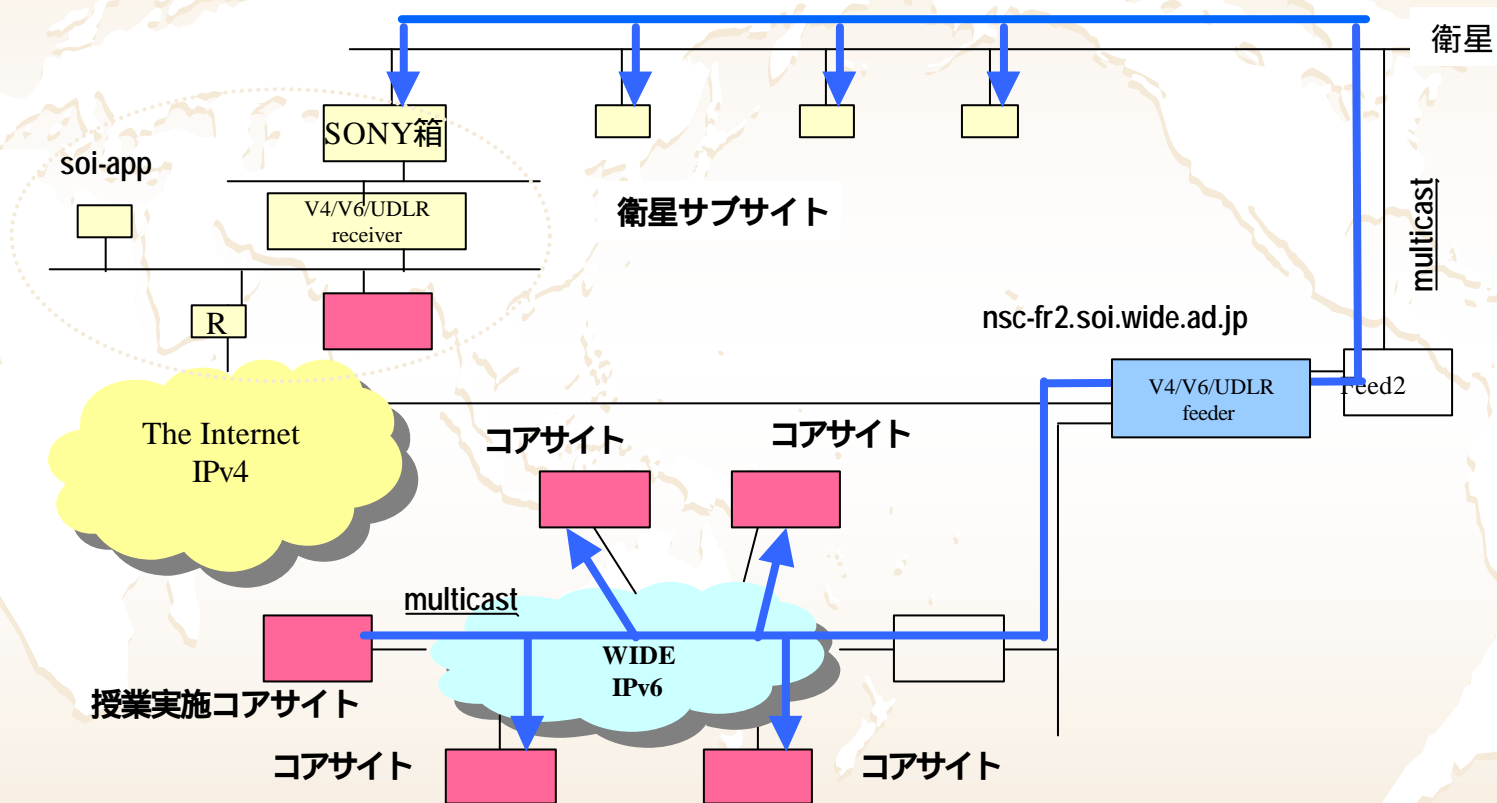 衛星
SONY箱
soi-app
V4/V6/UDLR
receiver
衛星サブサイト
multicast
R
nsc-fr2.soi.wide.ad.jp
V4/V6/UDLR
feeder
Feed2
The Internet
IPv4
コアサイト
コアサイト
multicast
WIDE
IPv6
授業実施コアサイト
コアサイト
コアサイト